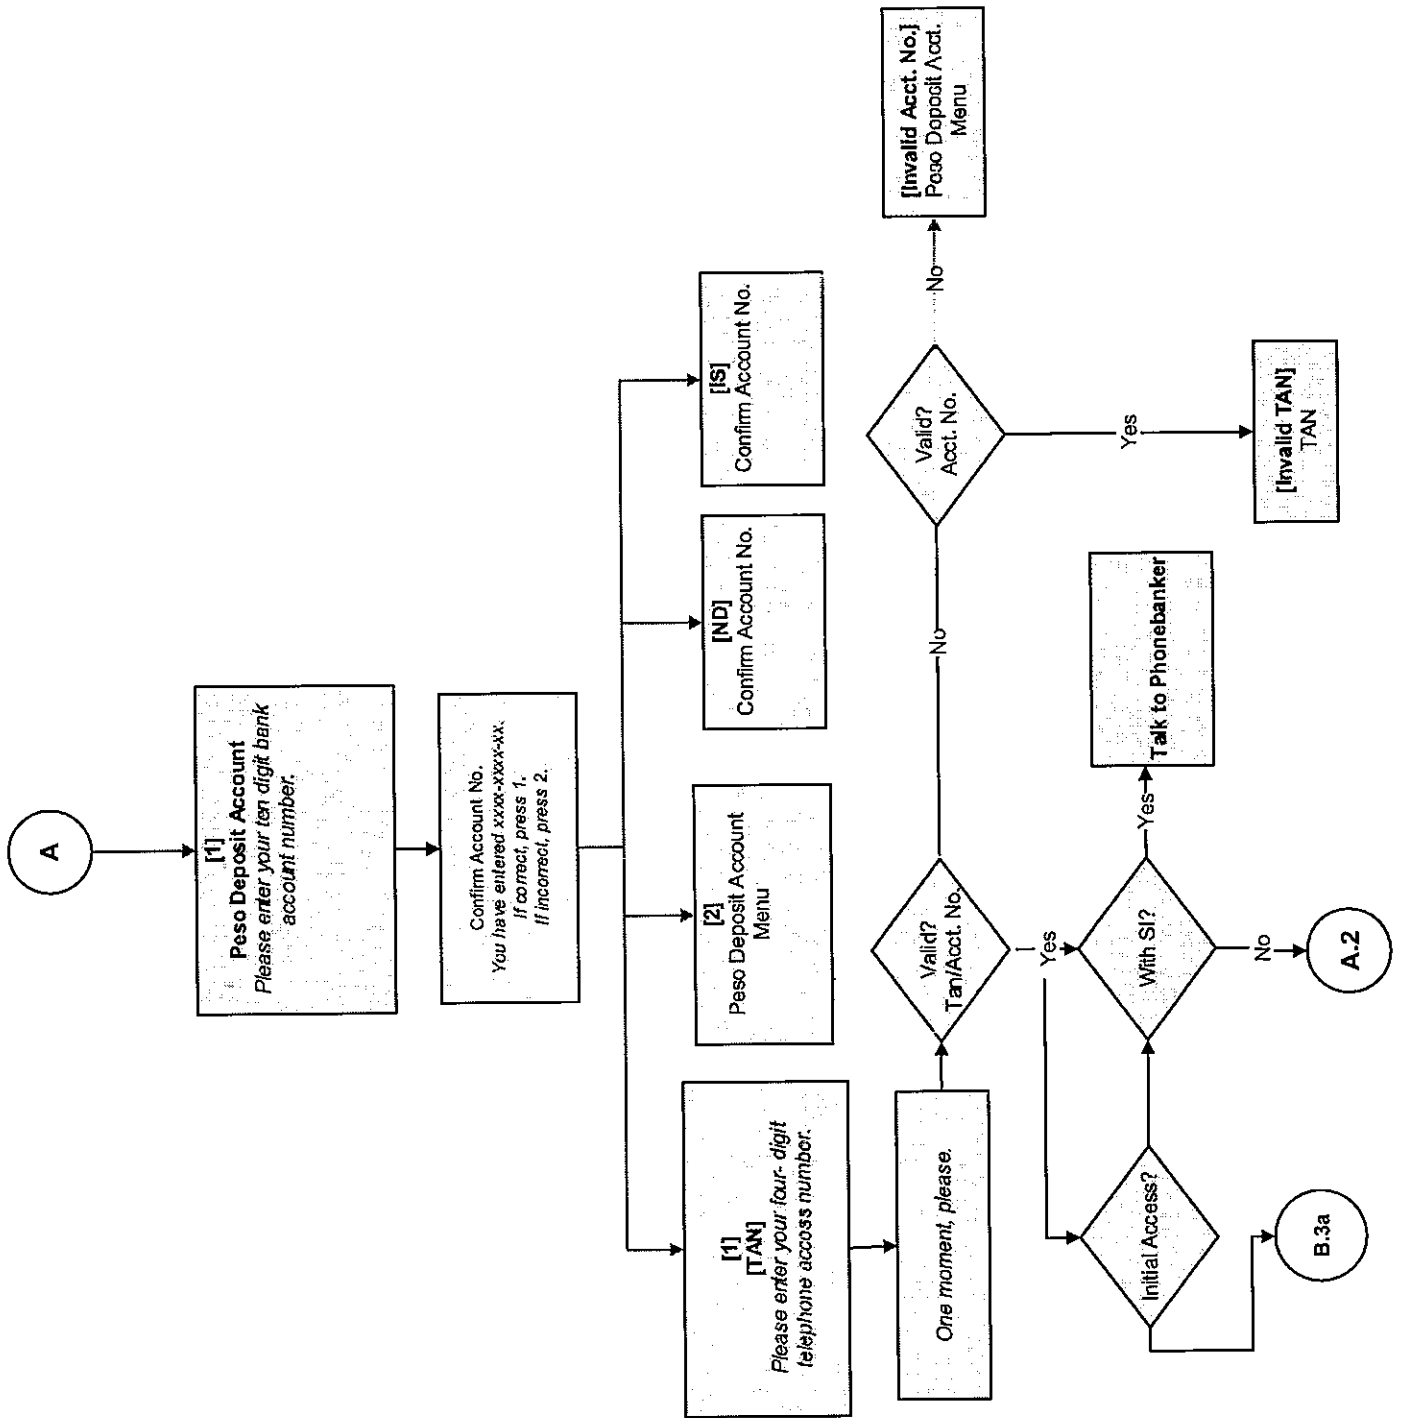 A
[1]
Peso Deposit Account
Please enter your ten digit bank
account number.
Confirm Account No.
You have entered xxxx-xxxx-xx.
If correct, press 1.
If incorrect, press 2.
[1]
[TAN]
Please enter your four- digit
telephone access number.
[2]
Peso Deposit Account
Menu
[ND]
Confirm Account No.
[IS]
Confirm Account No.
One moment, please.
Valid?
Tan/Acct. No.
No
Valid?
Acct. No.
No
[Invalid Acct. No.]
Peso Deposit Acct.
Menu
Yes
Yes
Initial Access?
With SI?
Yes
Talk to Phonebanker
[Invalid TAN]
TAN
No
B.3a
A.2